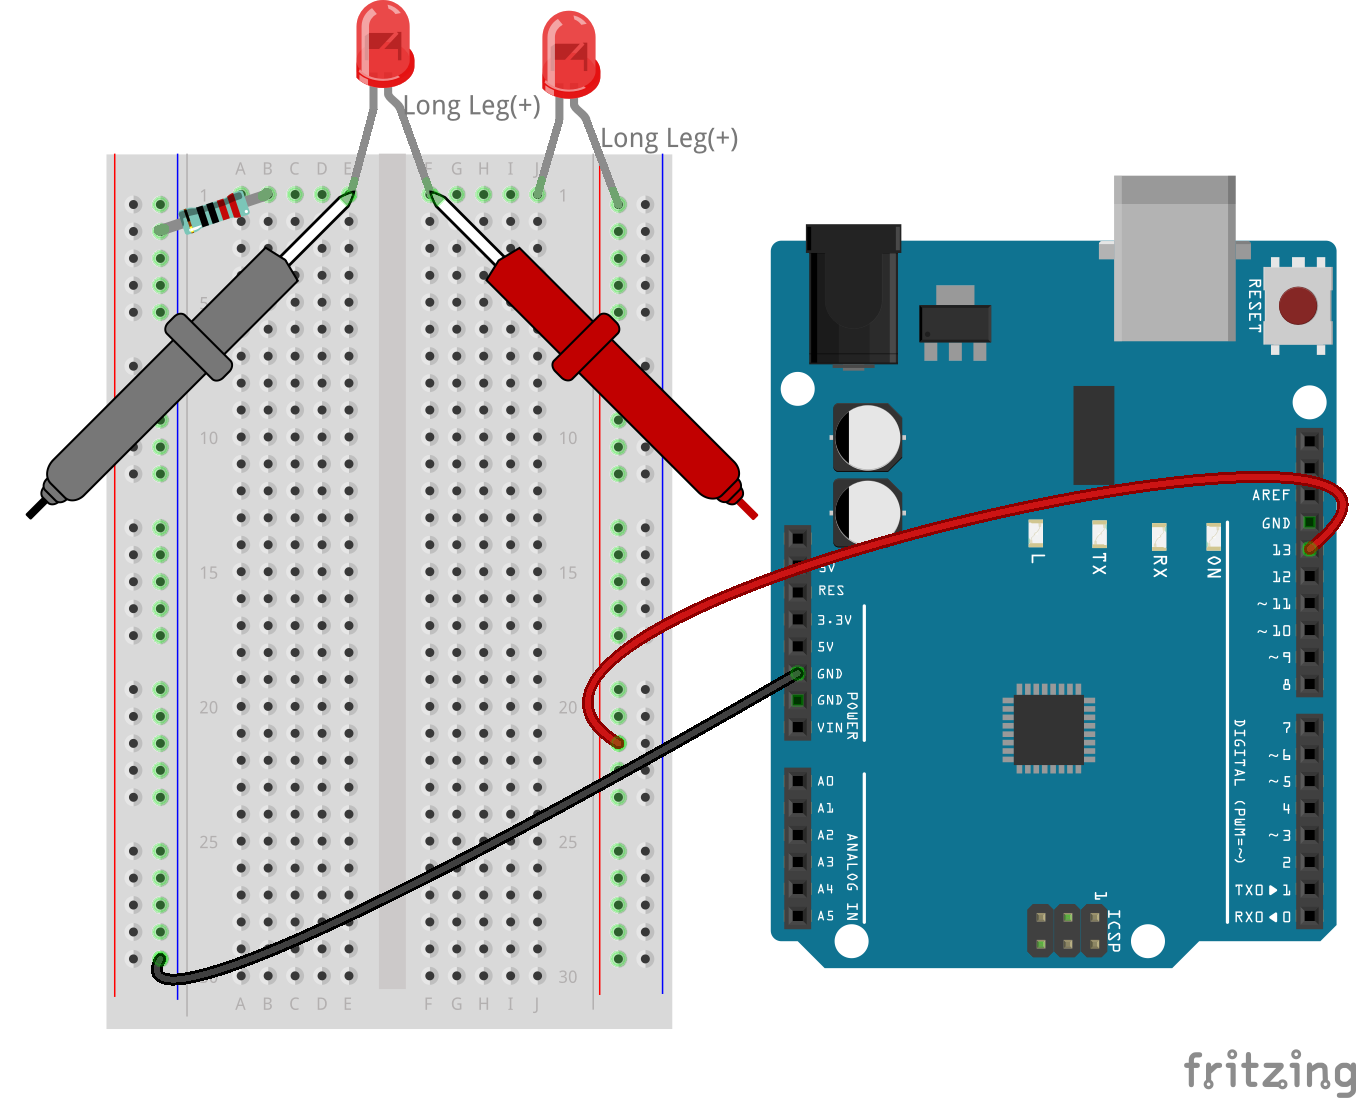 Long Leg(+)
Long Leg(+)
A B C D E F G H I J
1 1
5
10 10
15 15
20 20
25 25
30 30
A B C D E F G H I J
RESET
AREF
GND
13
12
~11
~10
~9
8
7
~6
~5
4
~3
2
TX0▶1
RX0◀0
DIGITAL (PWM=~)
L
TX
RX
ON
5V
RES
3.3V
5V
GND
GND
VIN
POWER
A0
A1
A2
A3
A4
A5
ANALOG IN
1
ICSP
fritzing